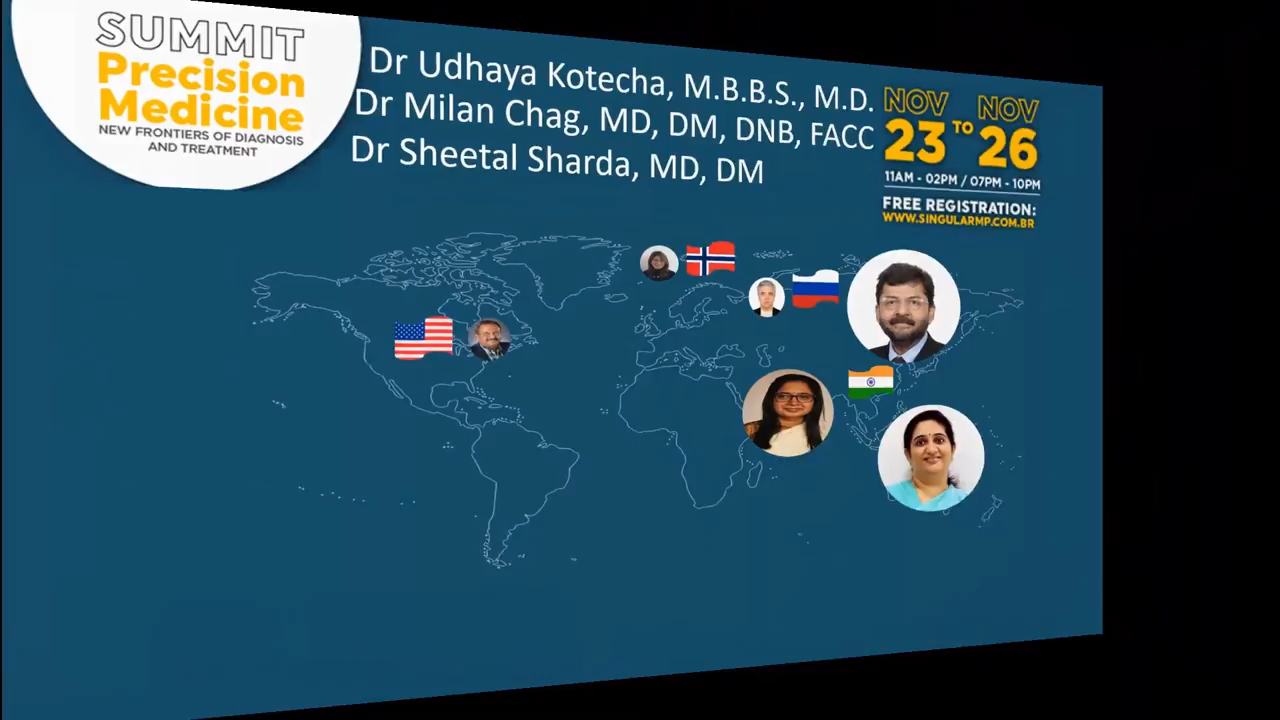 SUMMIT
Precision
Medicine
NEW FRONTIERS OF DIAGNOSIS
AND TREATMENT
Dr Udhaya Kotecha, M.B.B.S., M.D.
Dr Milan Chag, MD, DM, DNB, FACC
Dr Sheetal Sharda, MD, DM
NOV NOV
23 TO 26
11AM - 02PM / 07PM - 10PM
FREE REGISTRATION:
WWW.SINGULARMP.COM.BR